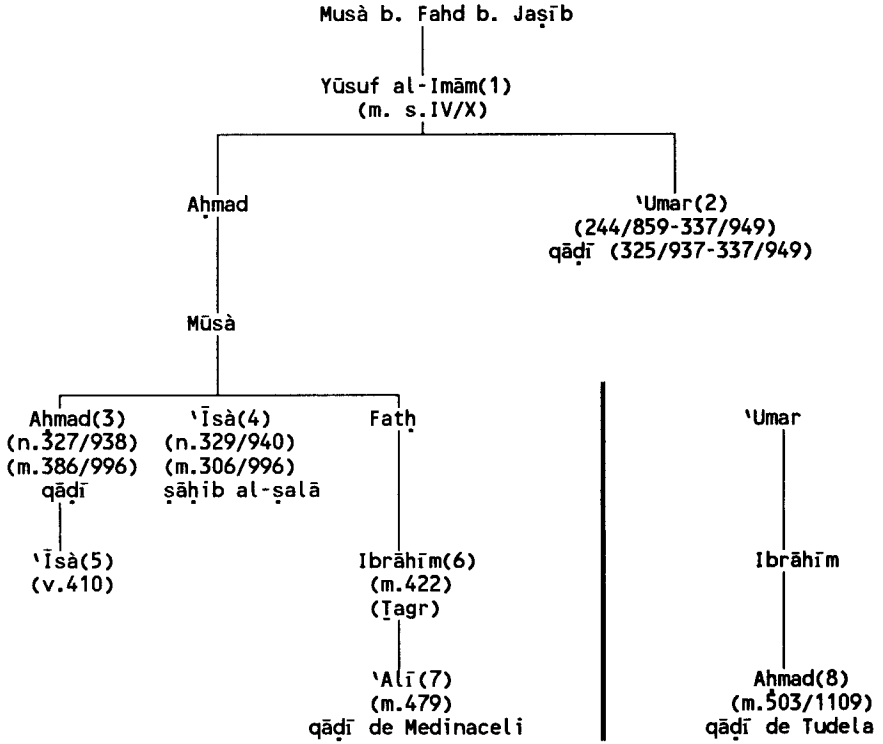 Musà b. Fahd b. Jaṣīb
Yūsuf al-Imām(1)
(m. s.IV/X)
Aḥmad
‵Umar(2)
(244/859-337/949)
qāḍī (325/937-337/949)
Mūsà
Aḥmad(3)
(n.327/938)
(m.386/996)
qāḍī
‵Īsà(4)
(n.329/940)
(m.306/996)
ṣāḥib al-ṣalā
Fatḥ
‵Umar
‵Īsà(5)
(v.410)
Ibrāhīm(6)
(m.422)
(Ṯagr)
Ibrāhīm
‵Alī(7)
(m.479)
qāḍī de Medinaceli
Aḥmad(8)
(m.503/1109)
qāḍī de Tudela